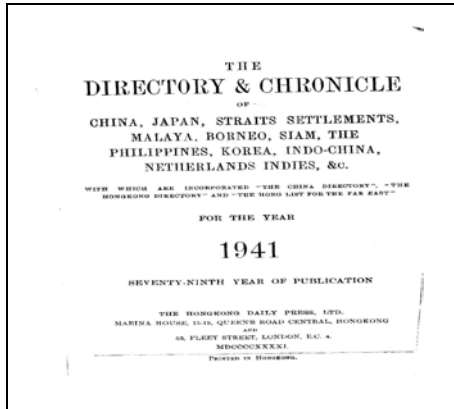 THE
DIRECTORY & CHRONICLE
OF
CHINA, JAPAN, STRAITS SETTLEMENTS,
MALAYA, BORNEO, SIAM, THE
PHILIPPINES, KOREA, INDO-CHINA,
NETHERLANDS INDIES, &C.
WITH WHICH ARE INCORPORATED "THE CHINA DIRECTORY", "THE
HONGKONG DIRECTORY" AND "THE HONG LIST FOR THE FAR EAST"
FOR THE YEAR
1941
SEVENTY-NINTH YEAR OF PUBLICATION
THE HONGKONG DAILY PRESS, LTD.
MARINA HOUSE, QUEEN'S ROAD CENTRAL, HONGKONG
AND
FLEET STREET, LONDON, E.C. 4.
MDCCCCXXXXI.
PRINTED IN HONGKONG.